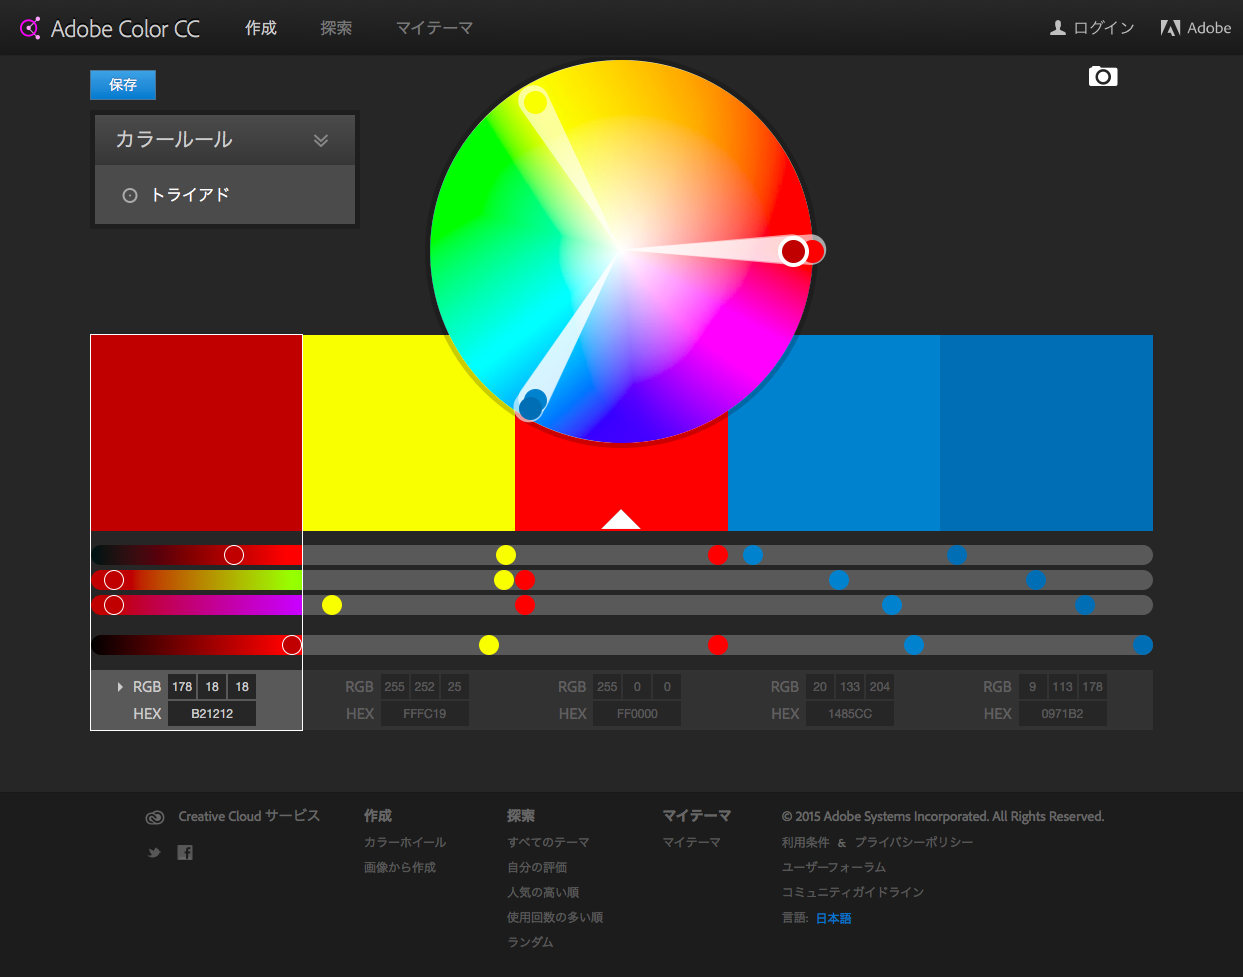 Adobe Color CC 作成 探索 マイテーマ ログイン Adobe
保存
カラールール
トライアド
RGB 178 18 18 RGB 255 252 25 RGB 255 0 0 RGB 20 133 204 RGB 9 113 178
HEX B21212 HEX FFFC19 HEX FF0000 HEX 1485CC HEX 0971B2
Creative Cloud サービス
作成
カラーホイール
画像から作成
探索
すべてのテーマ
自分の評価
人気の高い順
使用回数の多い順
ランダム
マイテーマ
マイテーマ
© 2015 Adobe Systems Incorporated. All Rights Reserved.
利用条件 & プライバシーポリシー
ユーザーフォーラム
コミュニティガイドライン
言語: 日本語